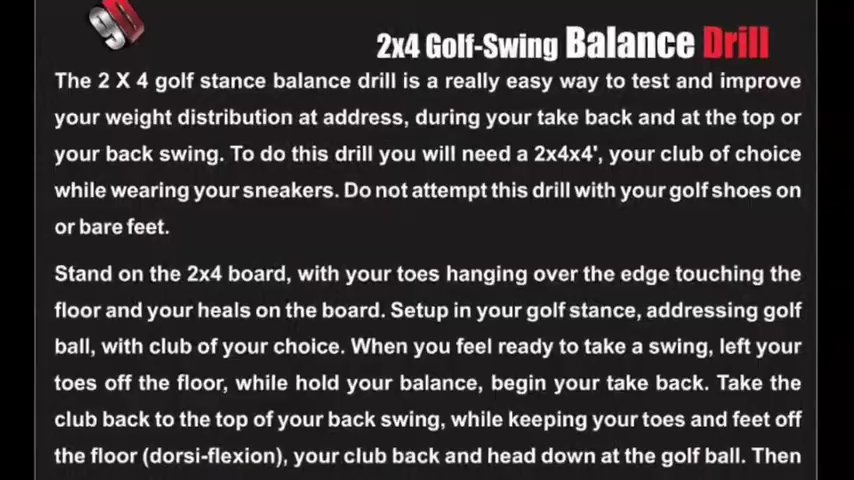 2x4 Golf-Swing Balance Drill
The 2 X 4 golf stance balance drill is a really easy way to test and improve
your weight distribution at address, during your take back and at the top or
your back swing. To do this drill you will need a 2x4x4', your club of choice
while wearing your sneakers. Do not attempt this drill with your golf shoes on
or bare feet.
Stand on the 2x4 board, with your toes hanging over the edge touching the
floor and your heals on the board. Setup in your golf stance, addressing golf
ball, with club of your choice. When you feel ready to take a swing, left your
toes off the floor, while hold your balance, begin your take back. Take the
club back to the top of your back swing, while keeping your toes and feet off
the floor (dorsi-flexion), your club back and head down at the golf ball. Then